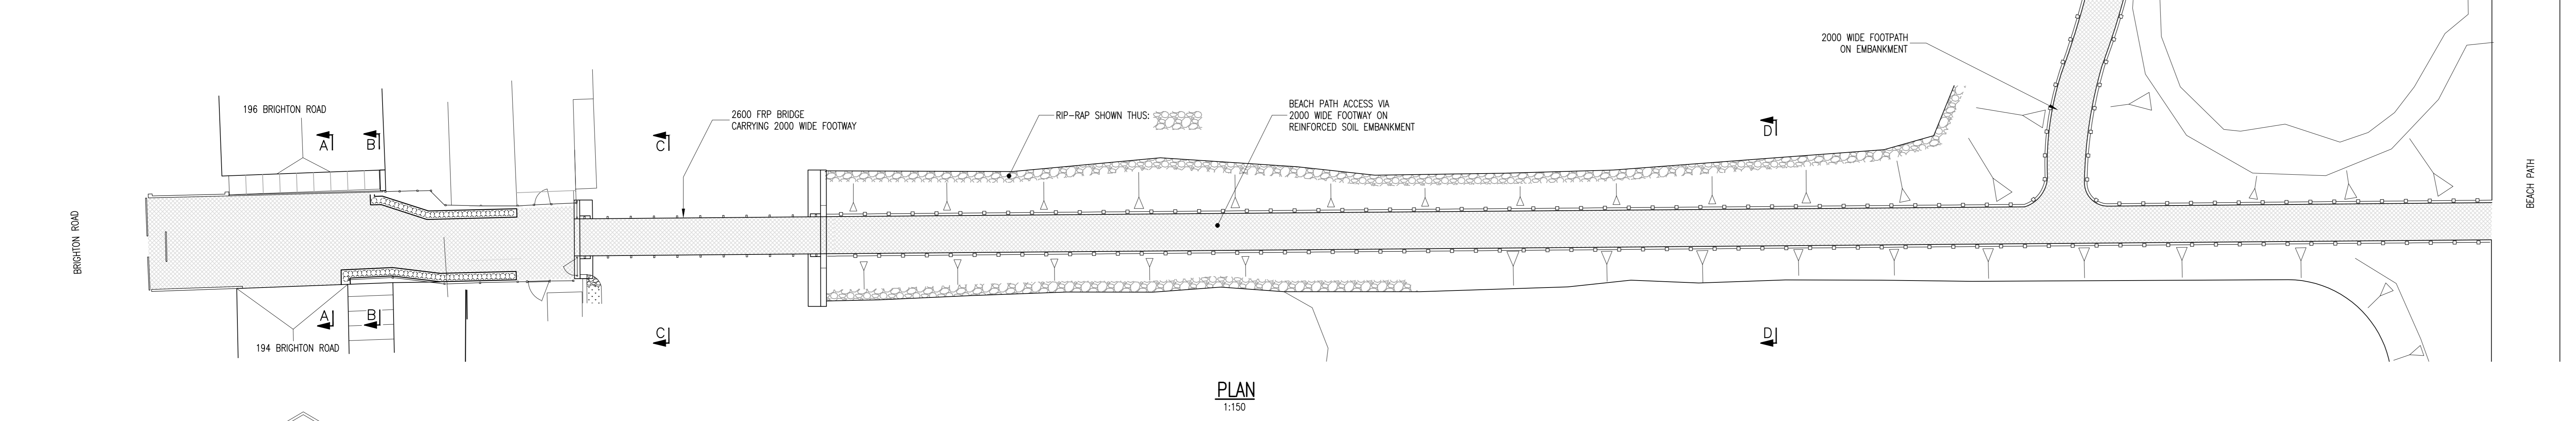 2000 WIDE FOOTPATH
ON EMBANKMENT
196 BRIGHTON ROAD
2600 FRP BRIDGE
CARRYING 2000 WIDE FOOTWAY
RIP-RAP SHOWN THUS:
BEACH PATH ACCESS VIA
2000 WIDE FOOTWAY ON
REINFORCED SOIL EMBANKMENT
A
B
C
D
BRIGHTON ROAD
BEACH PATH
A
B
C
D
194 BRIGHTON ROAD
PLAN
1:150